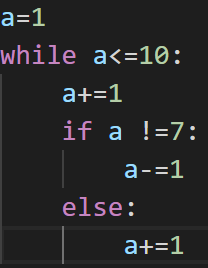 a=1
while a<=10:
    a+=1
    if a !=7:
        a-=1
    else:
        a+=1